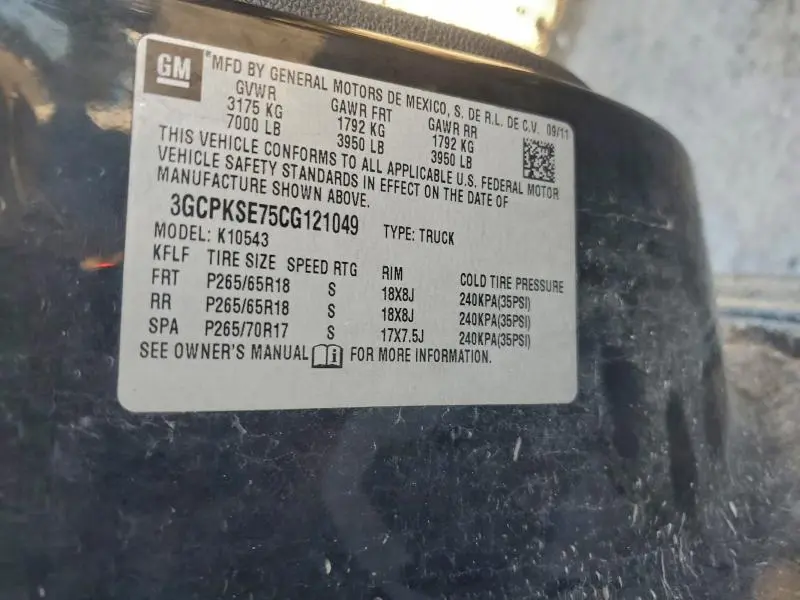 GM
MFD BY GENERAL MOTORS DE MEXICO, S. DE R.L. DE C.V. 09/11
GVWR GAWR FRT GAWR RR
3175 KG 1792 KG 1792 KG
7000 LB 3950 LB 3950 LB
THIS VEHICLE CONFORMS TO ALL APPLICABLE U.S. FEDERAL MOTOR
VEHICLE SAFETY STANDARDS IN EFFECT ON THE DATE OF
MANUFACTURE SHOWN ABOVE.
3GCPKSE75CG121049 TYPE: TRUCK
MODEL: K10543
KFLF TIRE SIZE SPEED RTG RIM COLD TIRE PRESSURE
FRT P265/65R18 S 18X8J 240KPA(35PSI)
RR P265/65R18 S 18X8J 240KPA(35PSI)
SPA P265/70R17 S 17X7.5J 240KPA(35PSI)
SEE OWNER'S MANUAL FOR MORE INFORMATION.